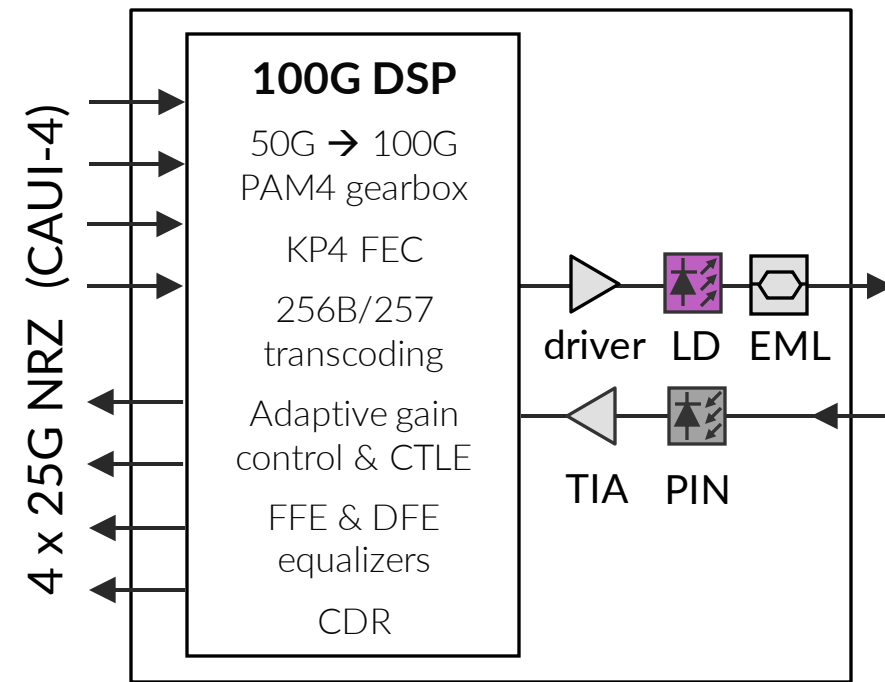 4 x 25G NRZ (CAUI-4)
100G DSP
50G → 100G
PAM4 gearbox
KP4 FEC
256B/257
transcoding
Adaptive gain
control & CTLE
FFE & DFE
equalizers
CDR
driver LD EML
TIA PIN